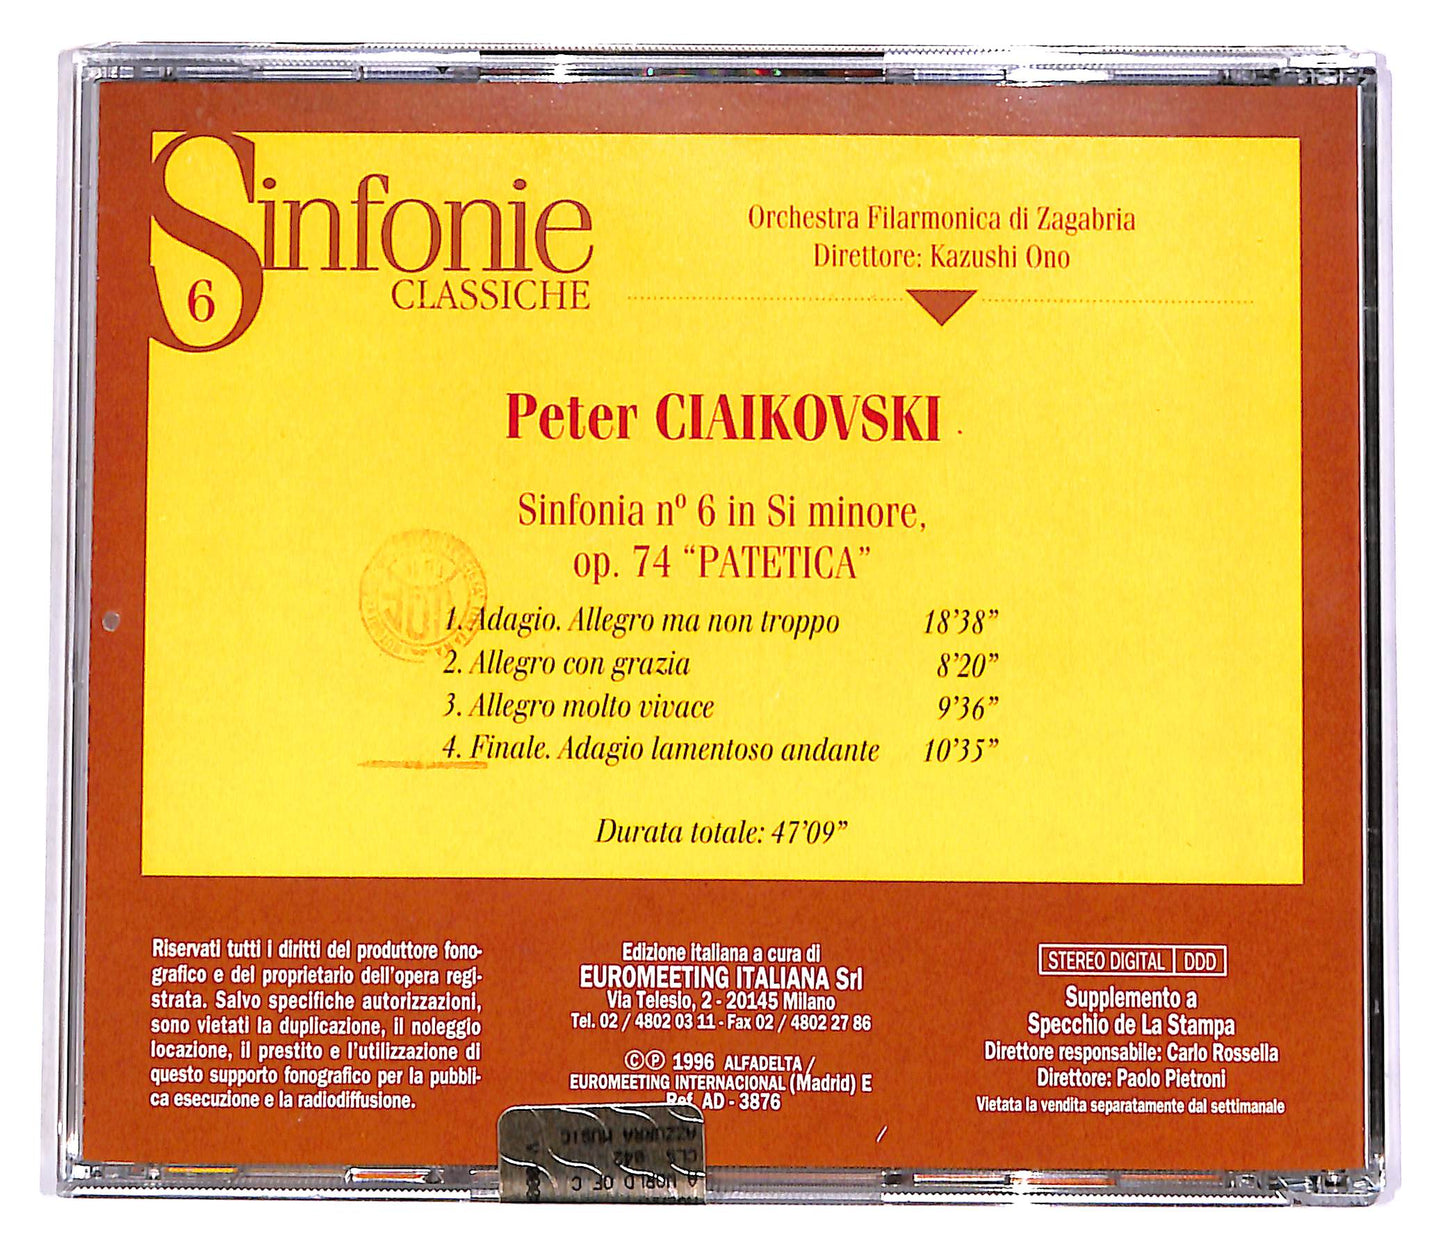 Sinfonie
CLASSICHE
6
Orchestra Filarmonica di Zagabria
Direttore: Kazushi Ono
Peter CIAIKOVSKI
Sinfonia nº 6 in Si minore,
op. 74 “PATETICA”
1. Adagio. Allegro ma non troppo 18’38”
2. Allegro con grazia 8’20”
3. Allegro molto vivace 9’36”
4. Finale. Adagio lamentoso andante 10’35”
Durata totale: 47’09”
Riservati tutti i diritti del produttore fono-
grafico e del proprietario dell’opera regi-
strata. Salvo specifiche autorizzazioni,
sono vietati la duplicazione, il noleggio
locazione, il prestito e l’utilizzazione di
questo supporto fonografico per la pubbli-
ca esecuzione e la radiodiffusione.
Edizione italiana a cura di
EUROMEETING ITALIANA Srl
Via Telesio, 2 - 20145 Milano
Tel. 02 / 4802 03 11 - Fax 02 / 4802 27 86
©℗ 1996 ALFADELTA /
EUROMEETING INTERNACIONAL (Madrid) E
Ref. AD - 3876
STEREO DIGITAL DDD
Supplemento a
Specchio de La Stampa
Direttore responsabile: Carlo Rossella
Direttore: Paolo Pietroni
Vietata la vendita separatamente dal settimanale
AZZURRA MUSIC
CLS 042
A WORLD OF C